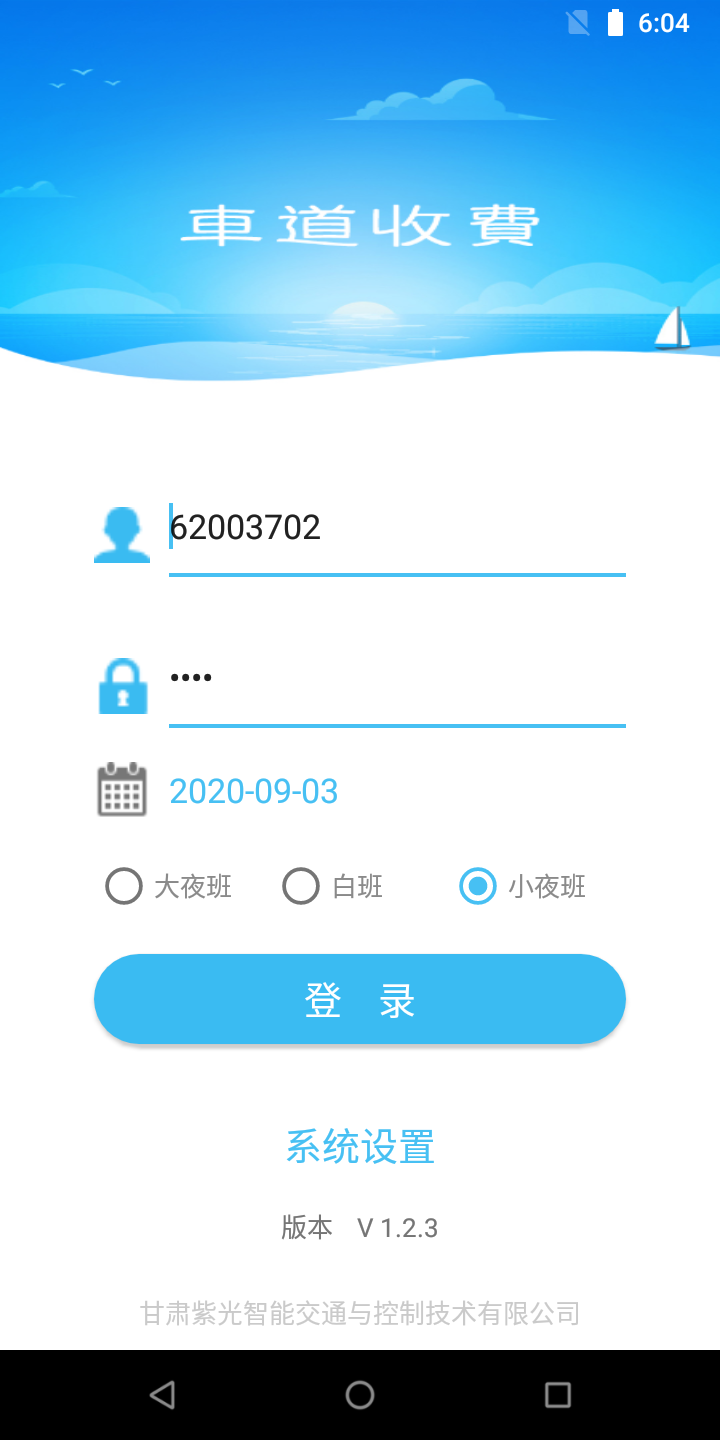 6:04
車道收費
62003702
••••
2020-09-03
大夜班 白班 小夜班
登 录
系统设置
版本 V 1.2.3
甘肃紫光智能交通与控制技术有限公司